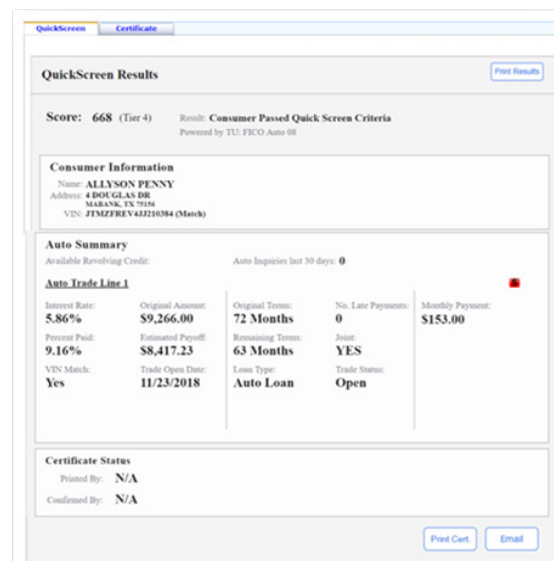 QuickScreen Certificate
QuickScreen Results
Print Results
Score: 668 (Tier 4) Result: Consumer Passed Quick Screen Criteria
Powered by TU: FICO Auto 08
Consumer Information
Name: ALLYSON PENNY
Address: 4 DOUGLAS DR
MABANK, TX 75156
VIN: JTMZFREV4JJ210384 (Match)
Auto Summary
Available Revolving Credit: Auto Inquiries last 30 days: 0
Auto Trade Line 1
Interest Rate: Original Amount: Original Terms: No. Late Payments: Monthly Payment:
5.86% $9,266.00 72 Months 0 $153.00
Percent Paid: Estimated Payoff: Remaining Terms: Joint:
9.16% $8,417.23 63 Months YES
VIN Match: Trade Open Date: Loan Type: Trade Status:
Yes 11/23/2018 Auto Loan Open
Certificate Status
Printed By: N/A
Confirmed By: N/A
Print Cert. Email